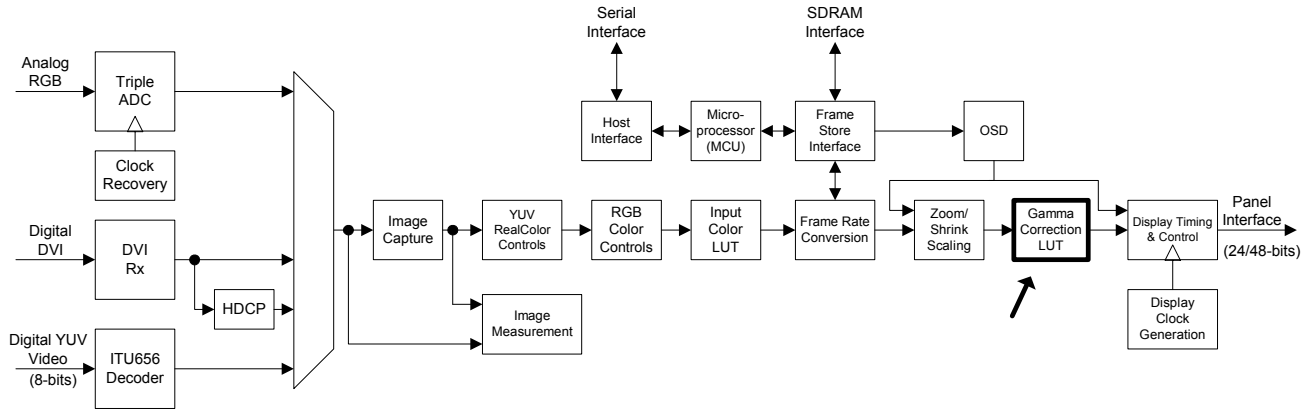 Serial
Interface
SDRAM
Interface
Analog
RGB
Triple
ADC
Clock
Recovery
Host
Interface
Micro-
processor
(MCU)
Frame
Store
Interface
OSD
Digital
DVI
DVI
Rx
HDCP
Image
Capture
YUV
RealColor
Controls
RGB
Color
Controls
Input
Color
LUT
Frame Rate
Conversion
Zoom/
Shrink
Scaling
Gamma
Correction
LUT
Display Timing
& Control
Panel
Interface
(24/48-bits)
Image
Measurement
Display
Clock
Generation
Digital YUV
Video
(8-bits)
ITU656
Decoder